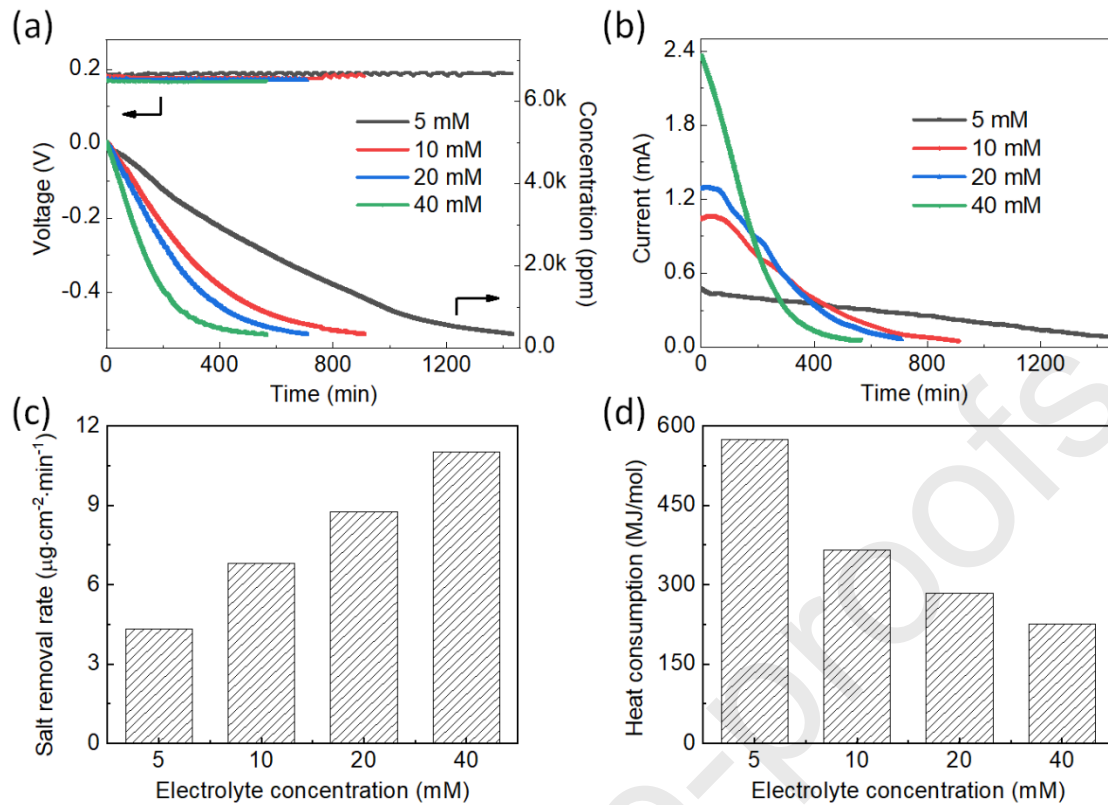 (a)
0.2
0.0
-0.2
-0.4
Voltage (V)
6.0k
4.0k
2.0k
0.0
Concentration (ppm)
5 mM
10 mM
20 mM
40 mM
0 400 800 1200
Time (min)
(b)
2.4
1.8
1.2
0.6
0.0
Current (mA)
5 mM
10 mM
20 mM
40 mM
0 400 800 1200
Time (min)
(c)
12
9
6
3
0
Salt removal rate (μg·cm⁻²·min⁻¹)
5 10 20 40
Electrolyte concentration (mM)
(d)
600
450
300
150
0
Heat consumption (MJ/mol)
5 10 20 40
Electrolyte concentration (mM)
-proofs